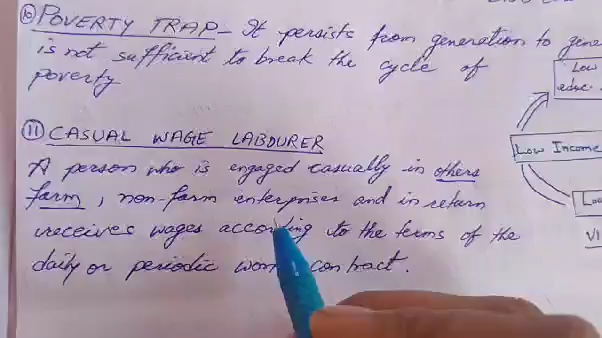 ⑩ POVERTY TRAP - It persists from generation to gene
is not sufficient to break the cycle of
poverty
Low
Low Income
⑪ CASUAL WAGE LABOURER
A person who is engaged casually in others
farm, non-farm enterprises and in return
receives wages according to the terms of the
daily or periodic contract.